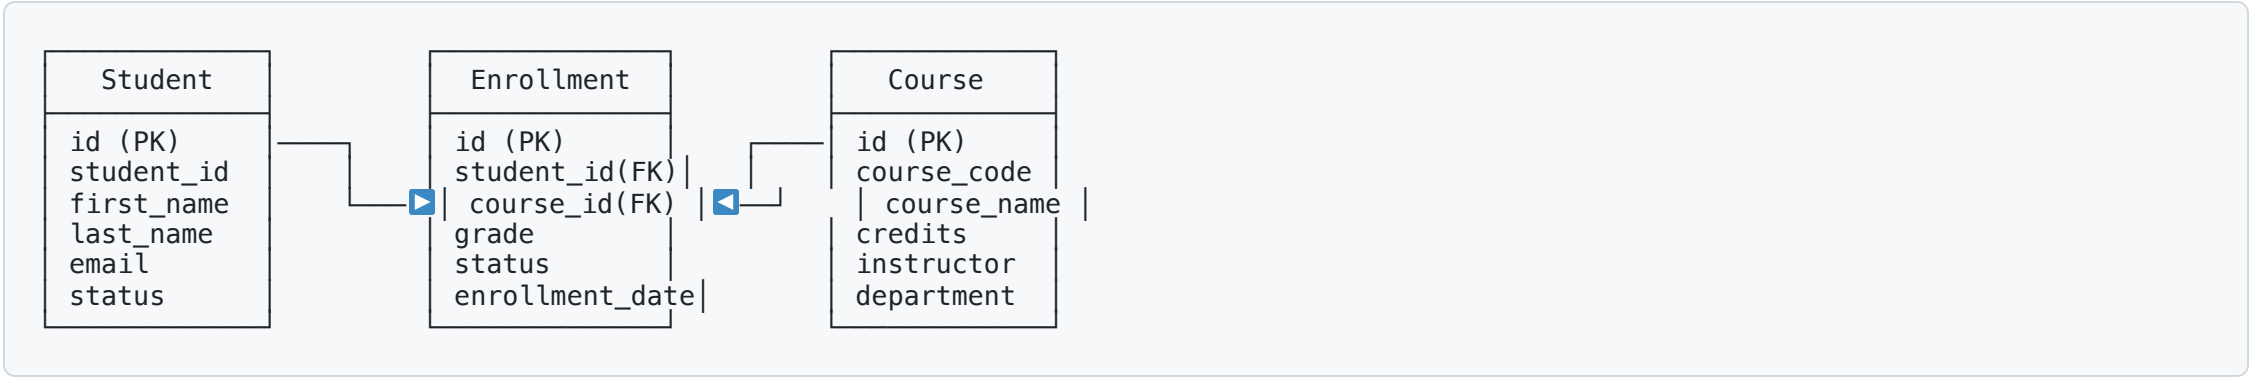 Student
id (PK)
student_id
first_name
last_name
email
status
Enrollment
id (PK)
student_id(FK)
course_id(FK)
grade
status
enrollment_date
Course
id (PK)
course_code
course_name
credits
instructor
department